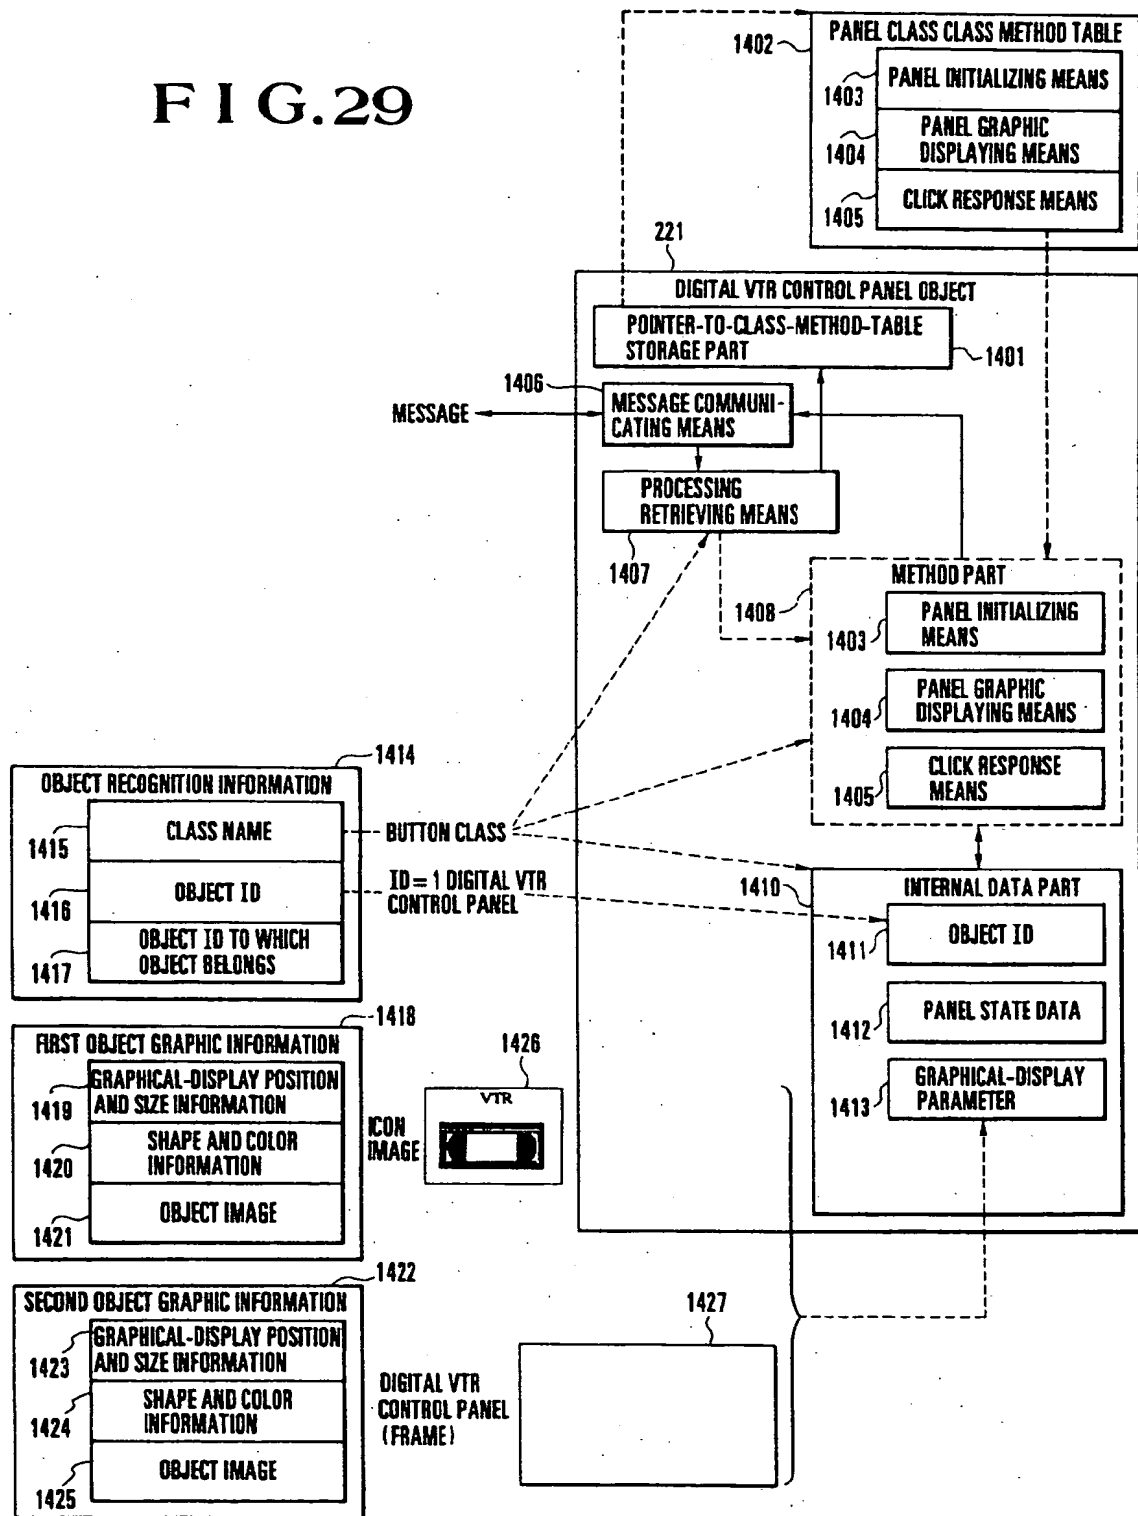 FIG.29
1402
PANEL CLASS CLASS METHOD TABLE
1403
PANEL INITIALIZING MEANS
1404
PANEL GRAPHIC
DISPLAYING MEANS
1405
CLICK RESPONSE MEANS
221
DIGITAL VTR CONTROL PANEL OBJECT
POINTER-TO-CLASS-METHOD-TABLE
STORAGE PART
1401
1406
MESSAGE
MESSAGE COMMUNI-
CATING MEANS
PROCESSING
RETRIEVING MEANS
1407
METHOD PART
1408
1403
PANEL INITIALIZING
MEANS
1404
PANEL GRAPHIC
DISPLAYING MEANS
1405
CLICK RESPONSE
MEANS
1414
OBJECT RECOGNITION INFORMATION
1415
CLASS NAME
BUTTON CLASS
1416
OBJECT ID
ID=1 DIGITAL VTR
CONTROL PANEL
1417
OBJECT ID TO WHICH
OBJECT BELONGS
1410
INTERNAL DATA PART
1411
OBJECT ID
1412
PANEL STATE DATA
1413
GRAPHICAL-DISPLAY
PARAMETER
1418
FIRST OBJECT GRAPHIC INFORMATION
1419
GRAPHICAL-DISPLAY POSITION
AND SIZE INFORMATION
1420
SHAPE AND COLOR
INFORMATION
1421
OBJECT IMAGE
ICON
IMAGE
1426
VTR
1422
SECOND OBJECT GRAPHIC INFORMATION
1423
GRAPHICAL-DISPLAY POSITION
AND SIZE INFORMATION
1424
SHAPE AND COLOR
INFORMATION
1425
OBJECT IMAGE
DIGITAL VTR
CONTROL PANEL
(FRAME)
1427